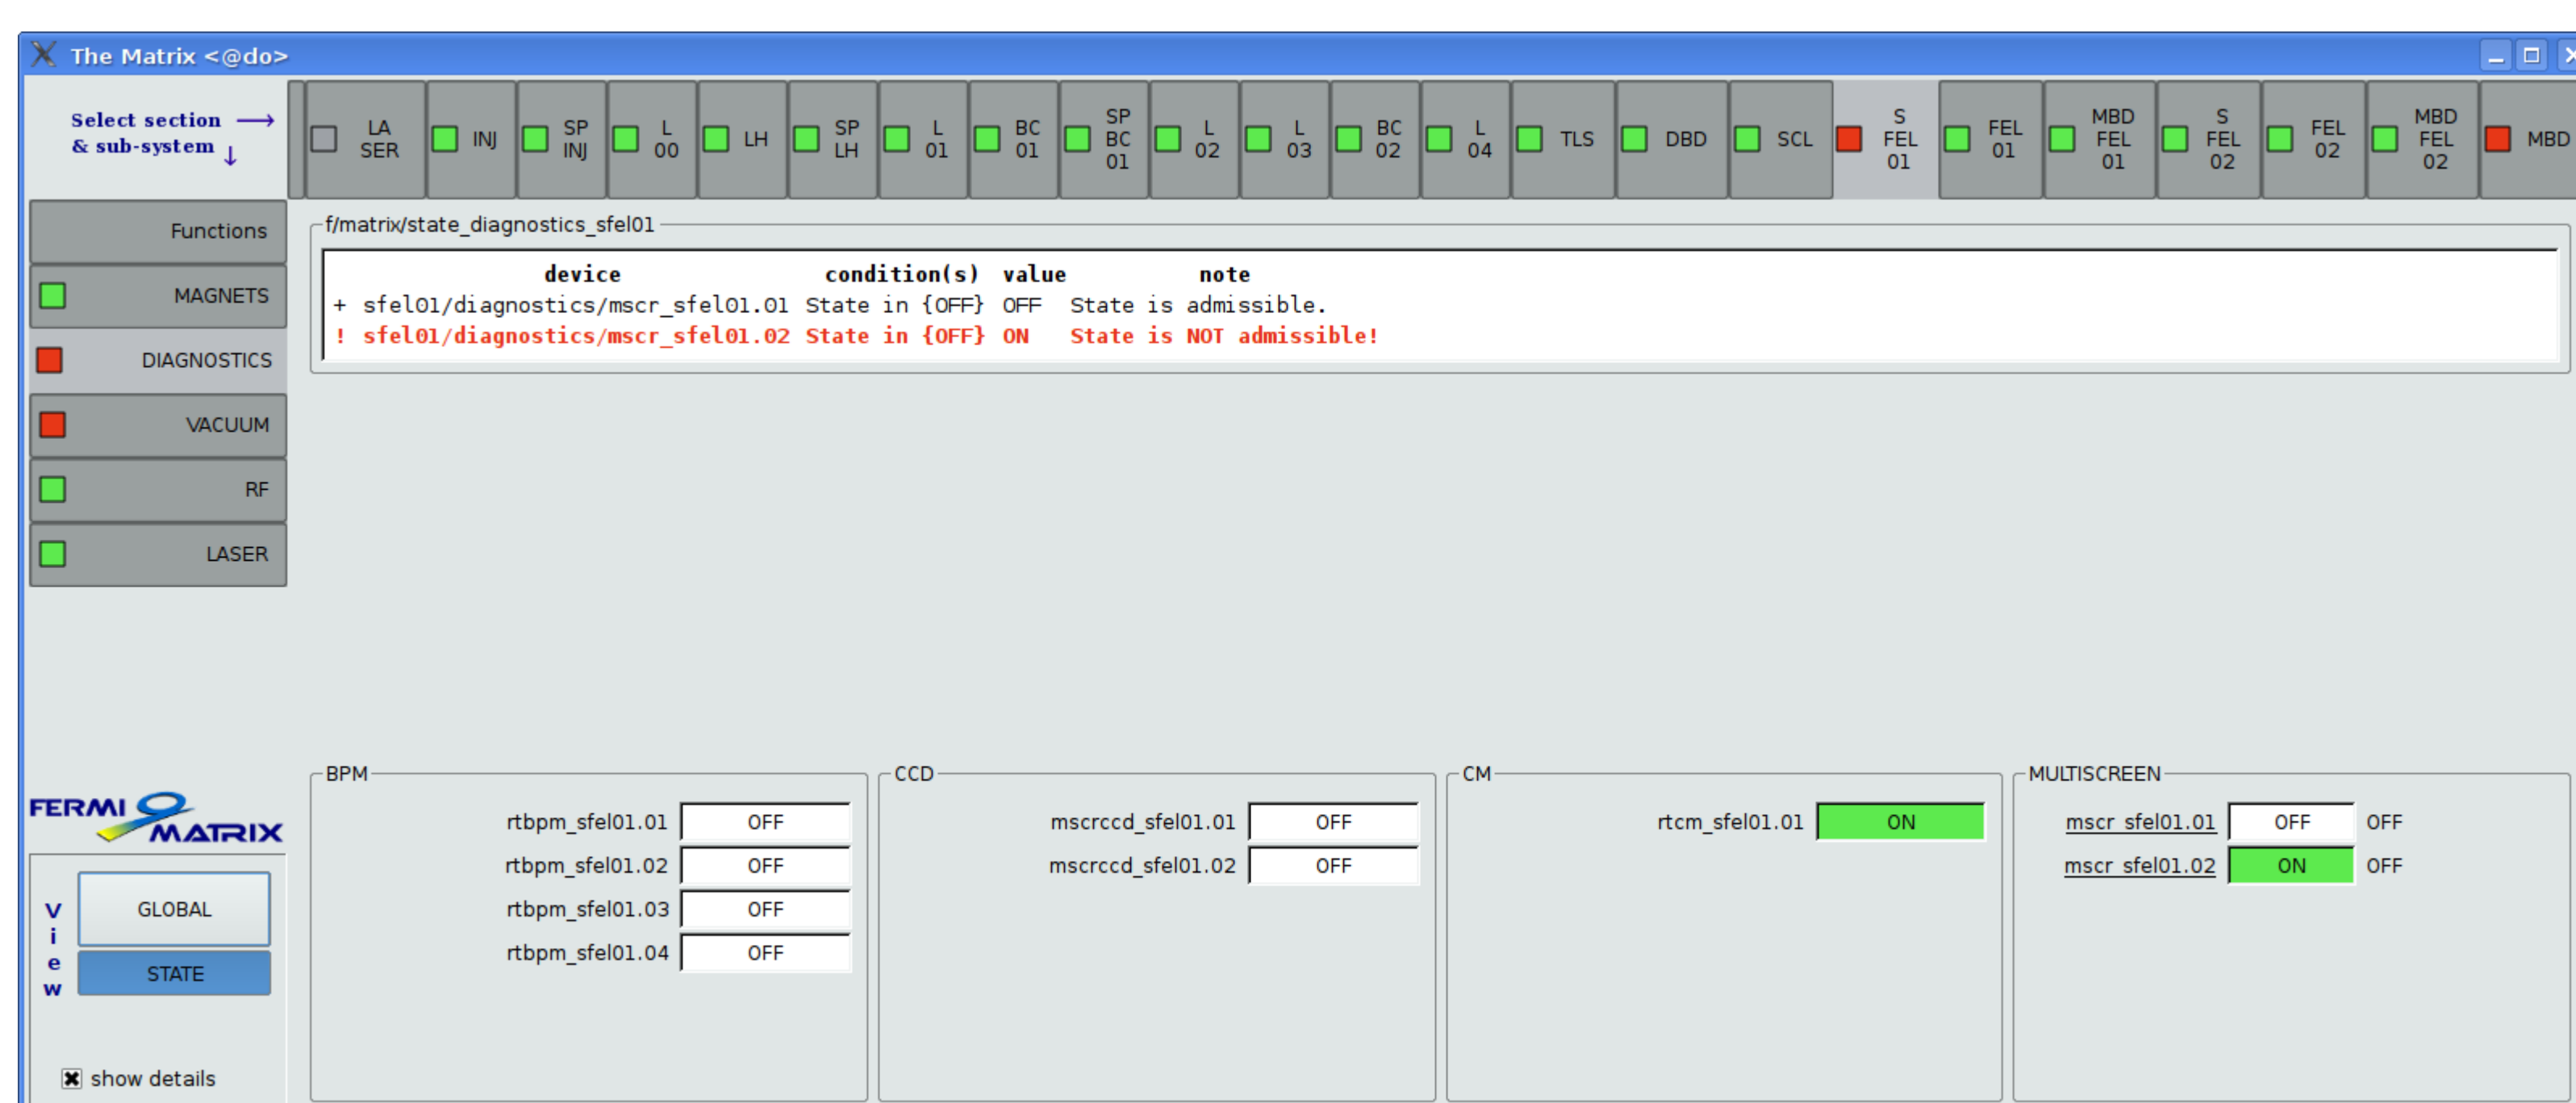 The Matrix <@do>
Select section →
& sub-system ↓
LA SER
INJ
SP INJ
L 00
LH
SP LH
L 01
BC 01
SP BC 01
L 02
L 03
BC 02
L 04
TLS
DBD
SCL
S FEL 01
FEL 01
MBD FEL 01
S FEL 02
FEL 02
MBD FEL 02
MBD
Functions
MAGNETS
DIAGNOSTICS
VACUUM
RF
LASER
f/matrix/state_diagnostics_sfel01
device condition(s) value note
+ sfel01/diagnostics/mscr_sfel01.01 State in {OFF} OFF State is admissible.
! sfel01/diagnostics/mscr_sfel01.02 State in {OFF} ON State is NOT admissible!
FERMI
MATRIX
View
GLOBAL
STATE
show details
BPM
rtbpm_sfel01.01 OFF
rtbpm_sfel01.02 OFF
rtbpm_sfel01.03 OFF
rtbpm_sfel01.04 OFF
CCD
mscrccd_sfel01.01 OFF
mscrccd_sfel01.02 OFF
CM
rtcm_sfel01.01 ON
MULTISCREEN
mscr_sfel01.01 OFF OFF
mscr_sfel01.02 ON OFF